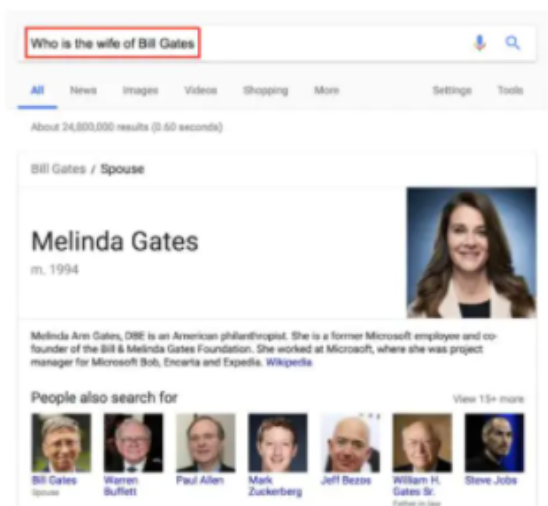 Who is the wife of Bill Gates
All News Images Videos Shopping More Settings Tools
About 24,800,000 results (0.60 seconds)
Bill Gates / Spouse
Melinda Gates
m. 1994
Melinda Ann Gates, DBE is an American philanthropist. She is a former Microsoft employee and co-
founder of the Bill & Melinda Gates Foundation. She worked at Microsoft, where she was project
manager for Microsoft Bob, Encarta and Expedia. Wikipedia
People also search for View 15+ more
Bill Gates Warren Paul Allen Mark Jeff Bezos William H. Steve Jobs
Spouse Buffett Zuckerberg Gates Sr.
Father-in-law